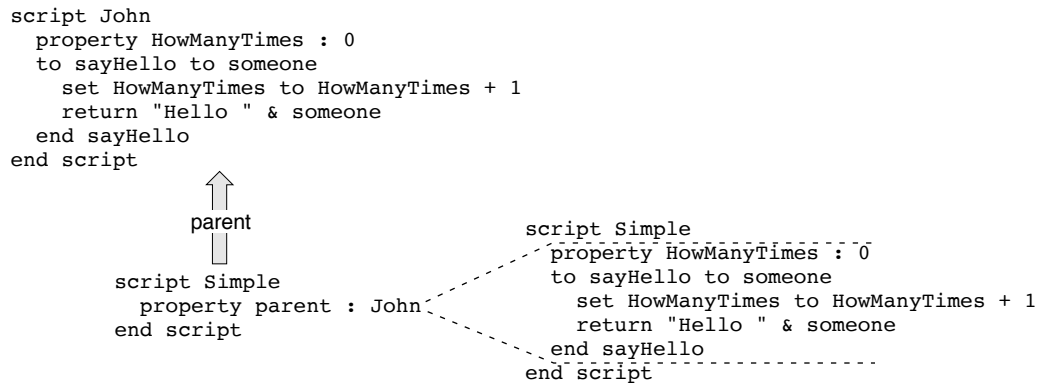 script John
property HowManyTimes : 0
to sayHello to someone
set HowManyTimes to HowManyTimes + 1
return "Hello " & someone
end sayHello
end script
parent
script Simple
property parent : John
end script
script Simple
property HowManyTimes : 0
to sayHello to someone
set HowManyTimes to HowManyTimes + 1
return "Hello " & someone
end sayHello
end script